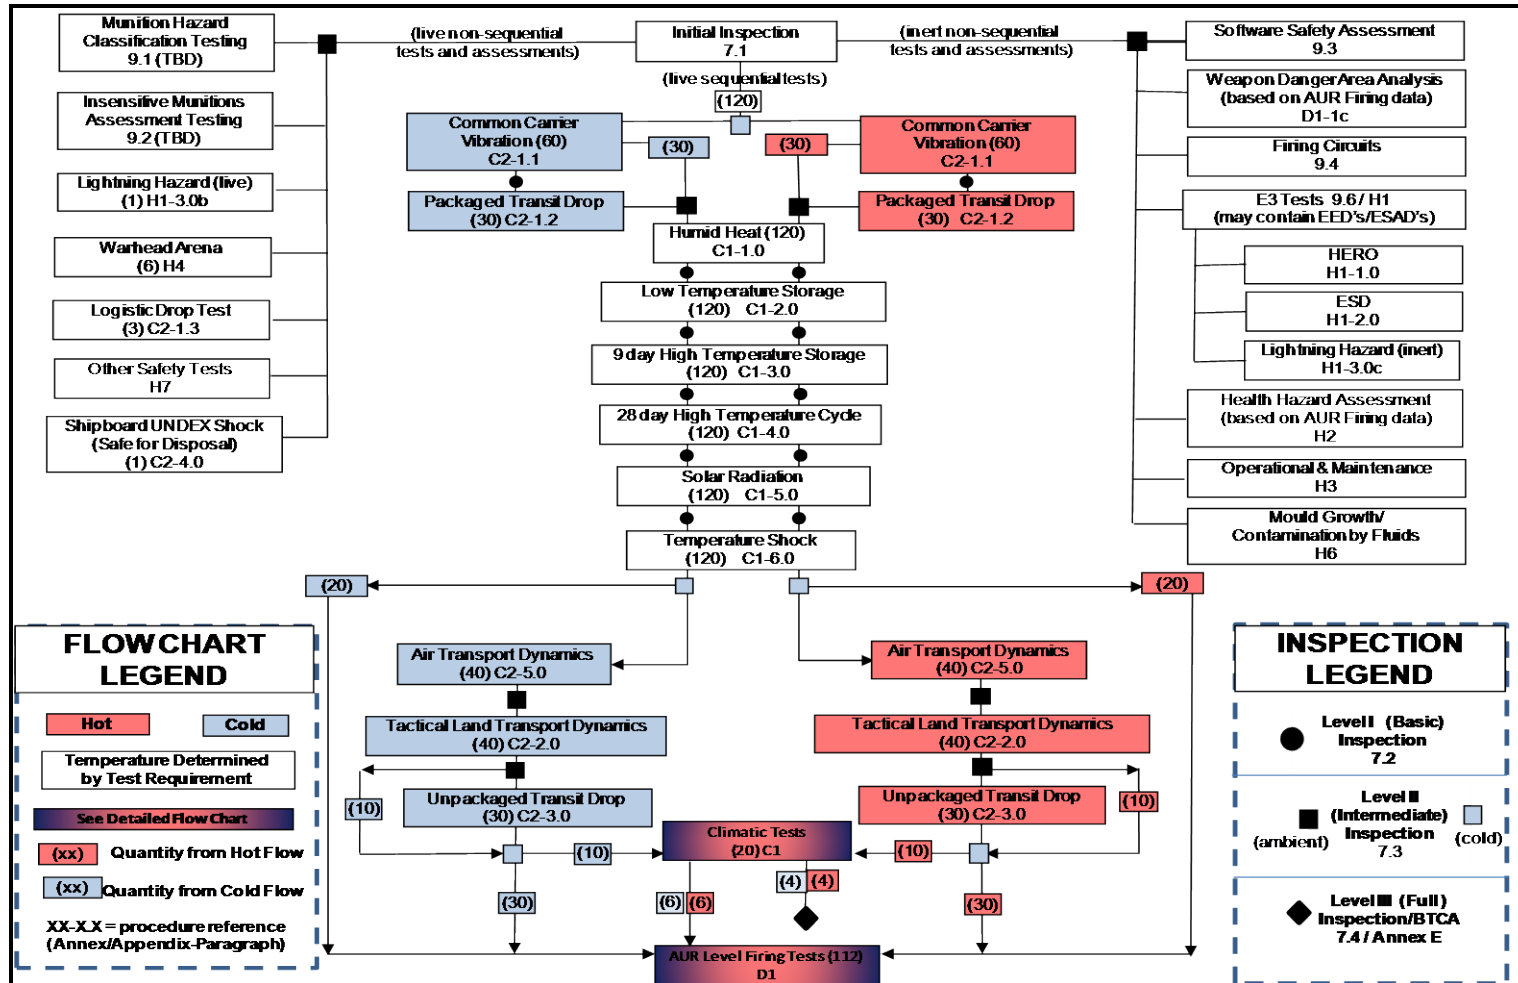 Munition Hazard
Classification Testing
9.1 (TBD)
(live non-sequential
tests and assessments)
Initial Inspection
7.1
(inert non-sequential
tests and assessments)
Software Safety Assessment
9.3
(live sequential tests)
(120)
Insensitive Munitions
Assessment Testing
9.2 (TBD)
Weapon Danger Area Analysis
(based on AUR Firing data)
D1-1c
Common Carrier
Vibration (60)
C2-1.1
(30)
(30)
Common Carrier
Vibration (60)
C2-1.1
Firing Circuits
9.4
Lightning Hazard (live)
(1) H1-3.0b
Packaged Transit Drop
(30) C2-1.2
Packaged Transit Drop
(30) C2-1.2
E3 Tests 9.6 / H1
(may contain EED's/ESAD's)
Warhead Arena
(6) H4
Humid Heat (120)
C1-1.0
HERO
H1-1.0
Logistic Drop Test
(3) C2-1.3
Low Temperature Storage
(120) C1-2.0
ESD
H1-2.0
Other Safety Tests
H7
9 day High Temperature Storage
(120) C1-3.0
Lightning Hazard (inert)
H1-3.0c
Shipboard UNDEX Shock
(Safe for Disposal)
(1) C2-4.0
28 day High Temperature Cycle
(120) C1-4.0
Health Hazard Assessment
(based on AUR Firing data)
H2
Solar Radiation
(120) C1-5.0
Operational & Maintenance
H3
Temperature Shock
(120) C1-6.0
Mould Growth/
Contamination by Fluids
H6
(20)
(20)
FLOW CHART
LEGEND
Hot
Cold
Temperature Determined
by Test Requirement
See Detailed Flow Chart
(xx) Quantity from Hot Flow
(xx) Quantity from Cold Flow
XX-X.X = procedure reference
(Annex/Appendix-Paragraph)
Air Transport Dynamics
(40) C2-5.0
Air Transport Dynamics
(40) C2-5.0
Tactical Land Transport Dynamics
(40) C2-2.0
Tactical Land Transport Dynamics
(40) C2-2.0
(10)
Unpackaged Transit Drop
(30) C2-3.0
Unpackaged Transit Drop
(30) C2-3.0
(10)
(10)
Climatic Tests
(20) C1
(10)
(30)
(6)
(6)
(4)
(4)
(30)
AUR Level Firing Tests (112)
D1
INSPECTION
LEGEND
Level I (Basic)
Inspection
7.2
Level II
(Intermediate)
Inspection
7.3
(ambient)
(cold)
Level III (Full)
Inspection/BTCA
7.4 / Annex E